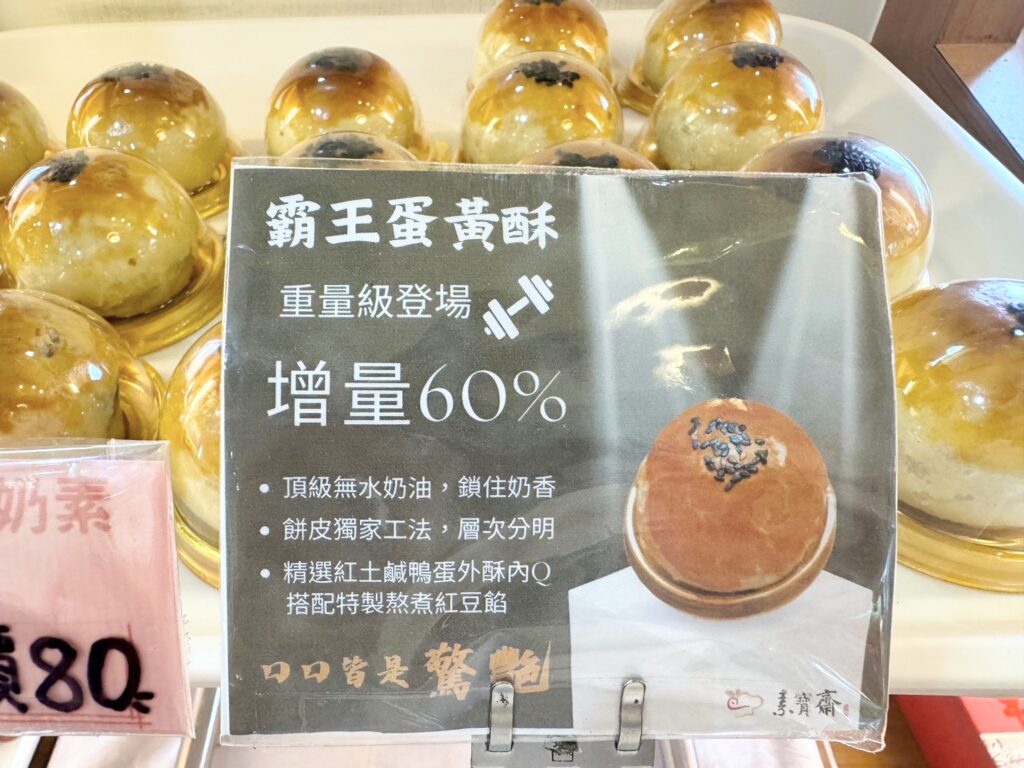 霸王蛋黃酥
重量級登場
增量60%
• 頂級無水奶油，鎖住奶香
• 餅皮獨家工法，層次分明
• 精選紅土鹹鴨蛋外酥內Q
搭配特製熬煮紅豆餡
口口皆是驚艷
素寶齋
奶素
80